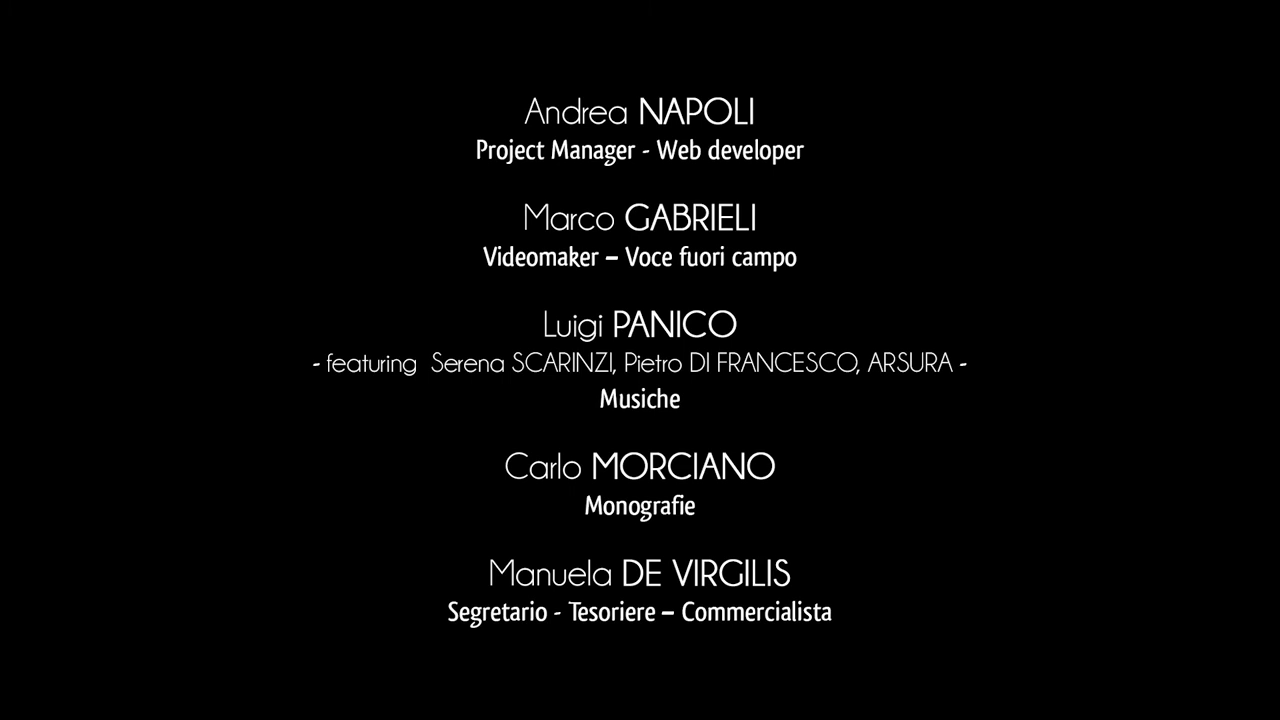 Andrea NAPOLI
Project Manager - Web developer
Marco GABRIELI
Videomaker – Voce fuori campo
Luigi PANICO
- featuring  Serena SCARINZI, Pietro DI FRANCESCO, ARSURA -
Musiche
Carlo MORCIANO
Monografie
Manuela DE VIRGILIS
Segretario - Tesoriere – Commercialista